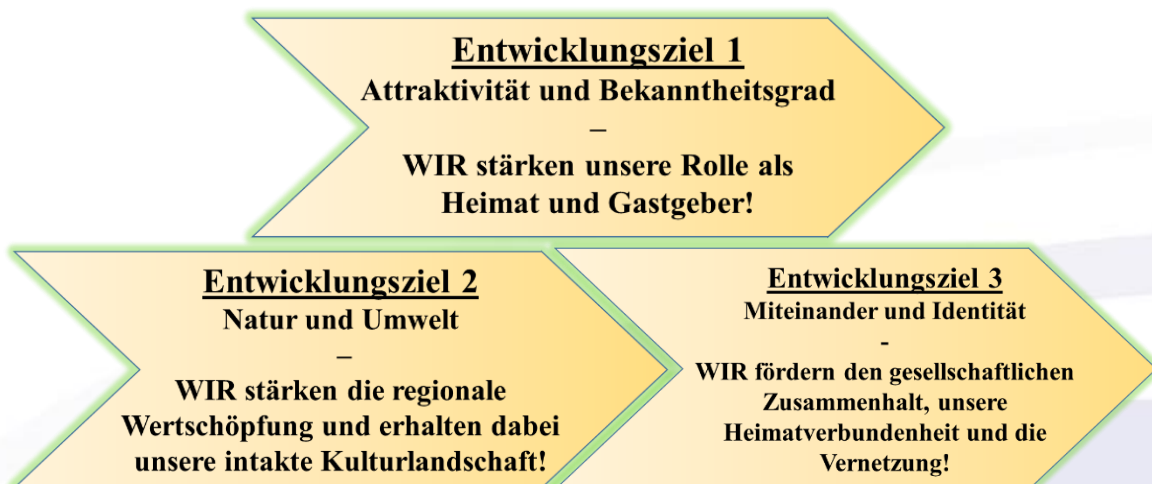 Entwicklungsziel 1
Attraktivität und Bekanntheitsgrad
–
WIR stärken unsere Rolle als
Heimat und Gastgeber!
Entwicklungsziel 2
Natur und Umwelt
–
WIR stärken die regionale
Wertschöpfung und erhalten dabei
unsere intakte Kulturlandschaft!
Entwicklungsziel 3
Miteinander und Identität
-
WIR fördern den gesellschaftlichen
Zusammenhalt, unsere
Heimatverbundenheit und die
Vernetzung!